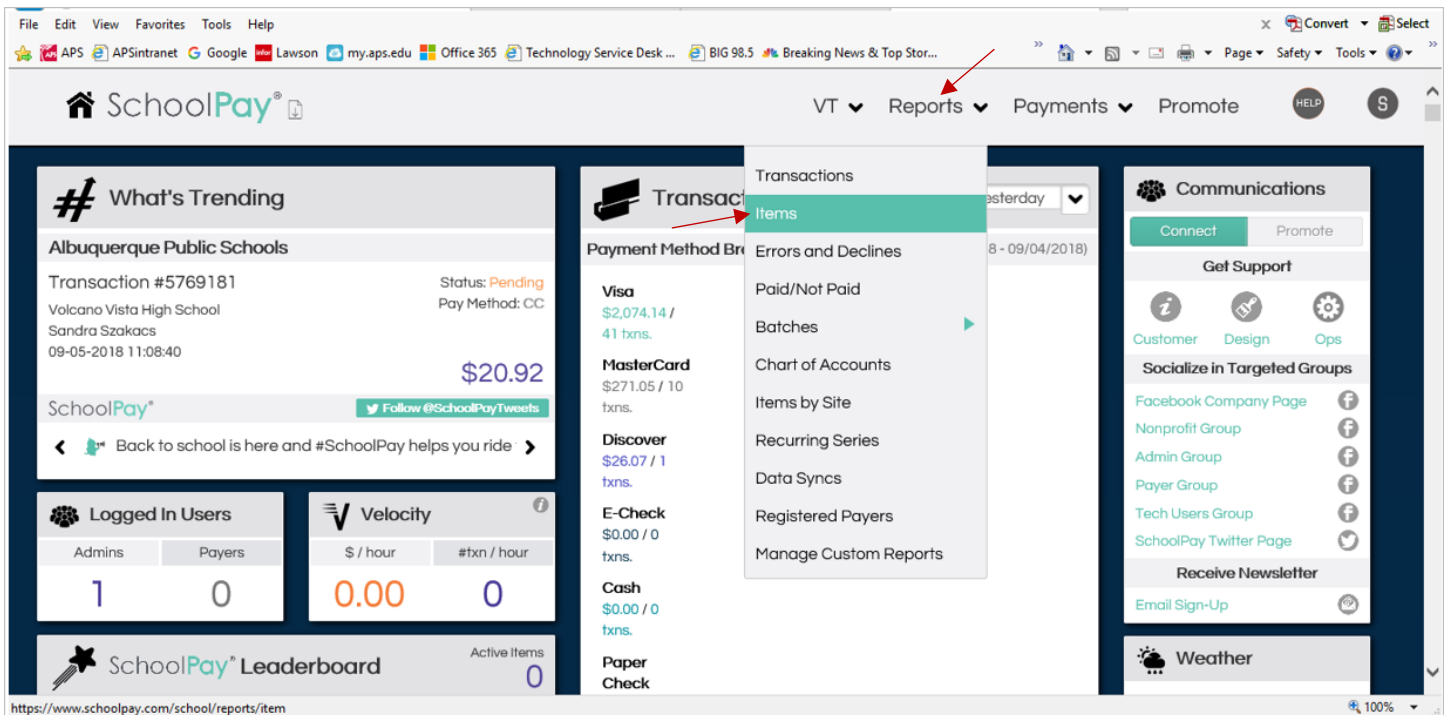 File Edit View Favorites Tools Help
Convert Select
APS APSintranet Google Lawson my.aps.edu Office 365 Technology Service Desk ... BIG 98.5 Breaking News & Top Stor... » Page Safety Tools »
SchoolPay® VT Reports Payments Promote HELP S
What's Trending
Albuquerque Public Schools
Transaction #5769181 Status: Pending
Volcano Vista High School Pay Method: CC
Sandra Szakacs
09-05-2018 11:08:40
$20.92
SchoolPay® Follow @SchoolPayTweets
Back to school is here and #SchoolPay helps you ride
Logged In Users
Admins Payers
1 0
Velocity
$ / hour #txn / hour
0.00 0
SchoolPay® Leaderboard Active Items
0
Transact esterday
Payment Method Bre 8 - 09/04/2018)
Visa
$2,074.14 /
41 txns.
MasterCard
$271.05 / 10
txns.
Discover
$26.07 / 1
txns.
E-Check
$0.00 / 0
txns.
Cash
$0.00 / 0
txns.
Paper
Check
Transactions
Items
Errors and Declines
Paid/Not Paid
Batches
Chart of Accounts
Items by Site
Recurring Series
Data Syncs
Registered Payers
Manage Custom Reports
Communications
Connect Promote
Get Support
Customer Design Ops
Socialize in Targeted Groups
Facebook Company Page
Nonprofit Group
Admin Group
Payer Group
Tech Users Group
SchoolPay Twitter Page
Receive Newsletter
Email Sign-Up
Weather
https://www.schoolpay.com/school/reports/item
100%